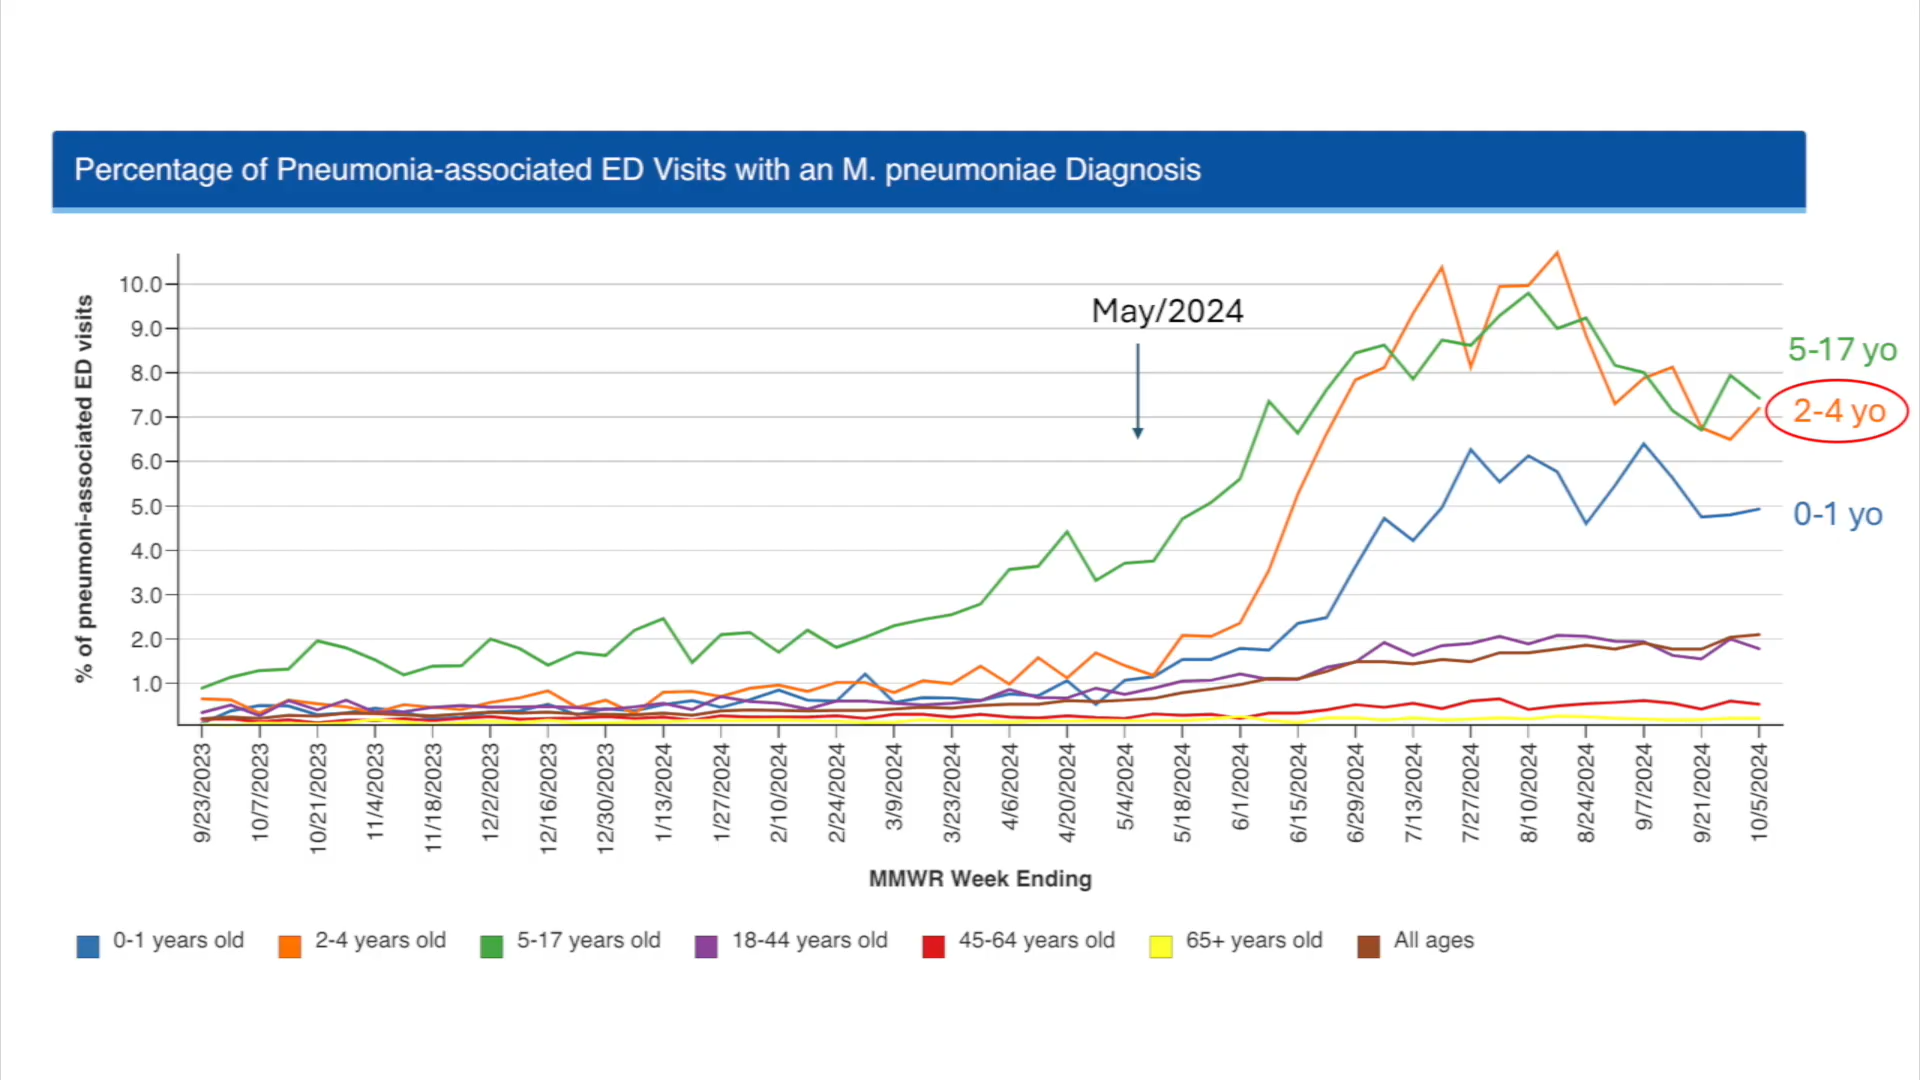 Percentage of Pneumonia-associated ED Visits with an M. pneumoniae Diagnosis
% of pneumoni-associated ED visits
10.0
9.0
8.0
7.0
6.0
5.0
4.0
3.0
2.0
1.0
May/2024
5-17 yo
2-4 yo
0-1 yo
9/23/2023
10/7/2023
10/21/2023
11/4/2023
11/18/2023
12/2/2023
12/16/2023
12/30/2023
1/13/2024
1/27/2024
2/10/2024
2/24/2024
3/9/2024
3/23/2024
4/6/2024
4/20/2024
5/4/2024
5/18/2024
6/1/2024
6/15/2024
6/29/2024
7/13/2024
7/27/2024
8/10/2024
8/24/2024
9/7/2024
9/21/2024
10/5/2024
MMWR Week Ending
0-1 years old
2-4 years old
5-17 years old
18-44 years old
45-64 years old
65+ years old
All ages